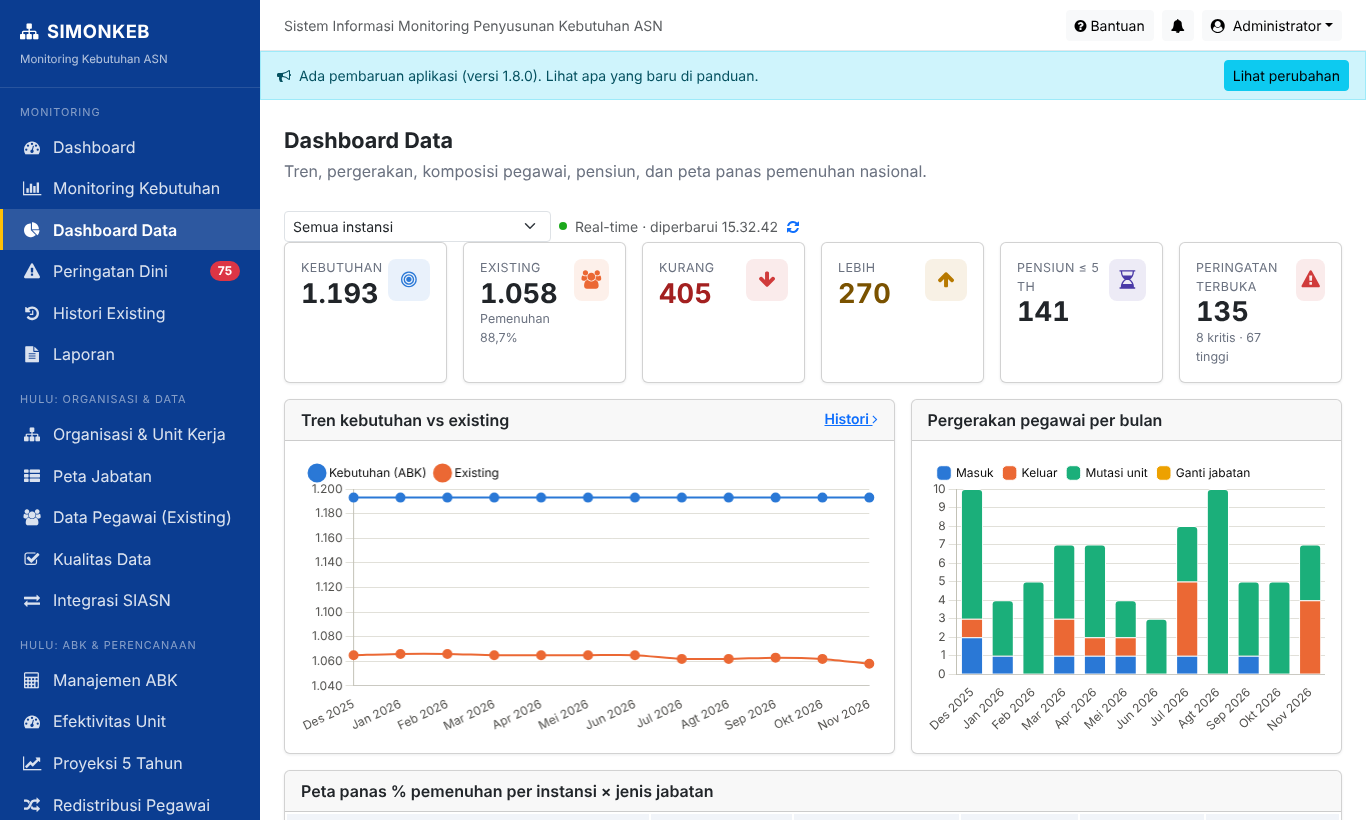 SIMONKEB
Monitoring Kebutuhan ASN
MONITORING
Dashboard
Monitoring Kebutuhan
Dashboard Data
Peringatan Dini 75
Histori Existing
Laporan
HULU: ORGANISASI & DATA
Organisasi & Unit Kerja
Peta Jabatan
Data Pegawai (Existing)
Kualitas Data
Integrasi SIASN
HULU: ABK & PERENCANAAN
Manajemen ABK
Efektivitas Unit
Proyeksi 5 Tahun
Redistribusi Pegawai
Sistem Informasi Monitoring Penyusunan Kebutuhan ASN
Bantuan
Administrator
Ada pembaruan aplikasi (versi 1.8.0). Lihat apa yang baru di panduan.
Lihat perubahan
Dashboard Data
Tren, pergerakan, komposisi pegawai, pensiun, dan peta panas pemenuhan nasional.
Semua instansi
Real-time · diperbarui 15.32.42
KEBUTUHAN
1.193
EXISTING
1.058
Pemenuhan
88,7%
KURANG
405
LEBIH
270
PENSIUN ≤ 5
TH
141
PERINGATAN
TERBUKA
135
8 kritis · 67
tinggi
Tren kebutuhan vs existing
Histori
Kebutuhan (ABK) Existing
1.200
1.180
1.160
1.140
1.120
1.100
1.080
1.060
1.040
Des 2025 Jan 2026 Feb 2026 Mar 2026 Apr 2026 Mei 2026 Jun 2026 Jul 2026 Agt 2026 Sep 2026 Okt 2026 Nov 2026
Pergerakan pegawai per bulan
Masuk Keluar Mutasi unit Ganti jabatan
10
9
8
7
6
5
4
3
2
1
0
Des 2025 Jan 2026 Feb 2026 Mar 2026 Apr 2026 Mei 2026 Jun 2026 Jul 2026 Agt 2026 Sep 2026 Okt 2026 Nov 2026
Peta panas % pemenuhan per instansi × jenis jabatan